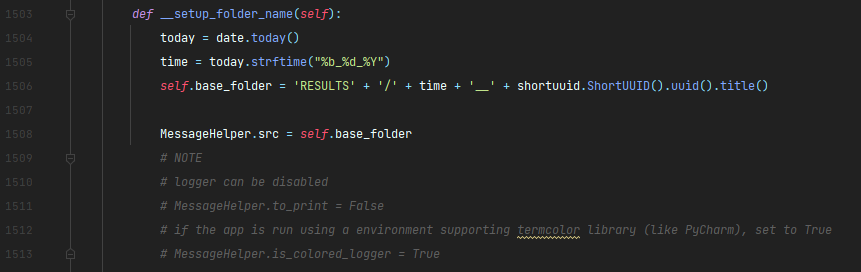 1503 def __setup_folder_name(self):
1504 today = date.today()
1505 time = today.strftime("%b_%d_%Y")
1506 self.base_folder = 'RESULTS' + '/' + time + '__' + shortuuid.ShortUUID().uuid().title()
1507
1508 MessageHelper.src = self.base_folder
1509 # NOTE
1510 # logger can be disabled
1511 # MessageHelper.to_print = False
1512 # if the app is run using a environment supporting termcolor library (like PyCharm), set to True
1513 # MessageHelper.is_colored_logger = True